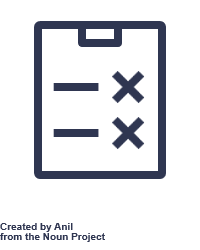 Created by Anil
from the Noun Project